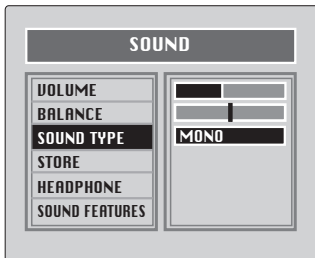 SOUND
VOLUME
BALANCE
SOUND TYPE
MONO
STORE
HEADPHONE
SOUND FEATURES